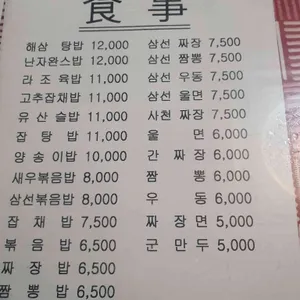 食事
해삼탕밥 12,000
난자완스밥 12,000
라조육밥 11,000
고추잡채밥 11,000
유산슬밥 11,000
잡탕밥 11,000
양송이밥 10,000
새우볶음밥 8,000
삼선볶음밥 8,000
잡채밥 7,500
볶음밥 6,500
짜장밥 6,500
짬뽕밥 6,500
삼선짜장 7,500
삼선짬뽕 7,500
삼선우동 7,500
삼선울면 7,500
사천짜장 7,500
울면 6,000
간짜장 6,000
짬뽕 6,000
우동 6,000
짜장면 5,000
군만두 5,000